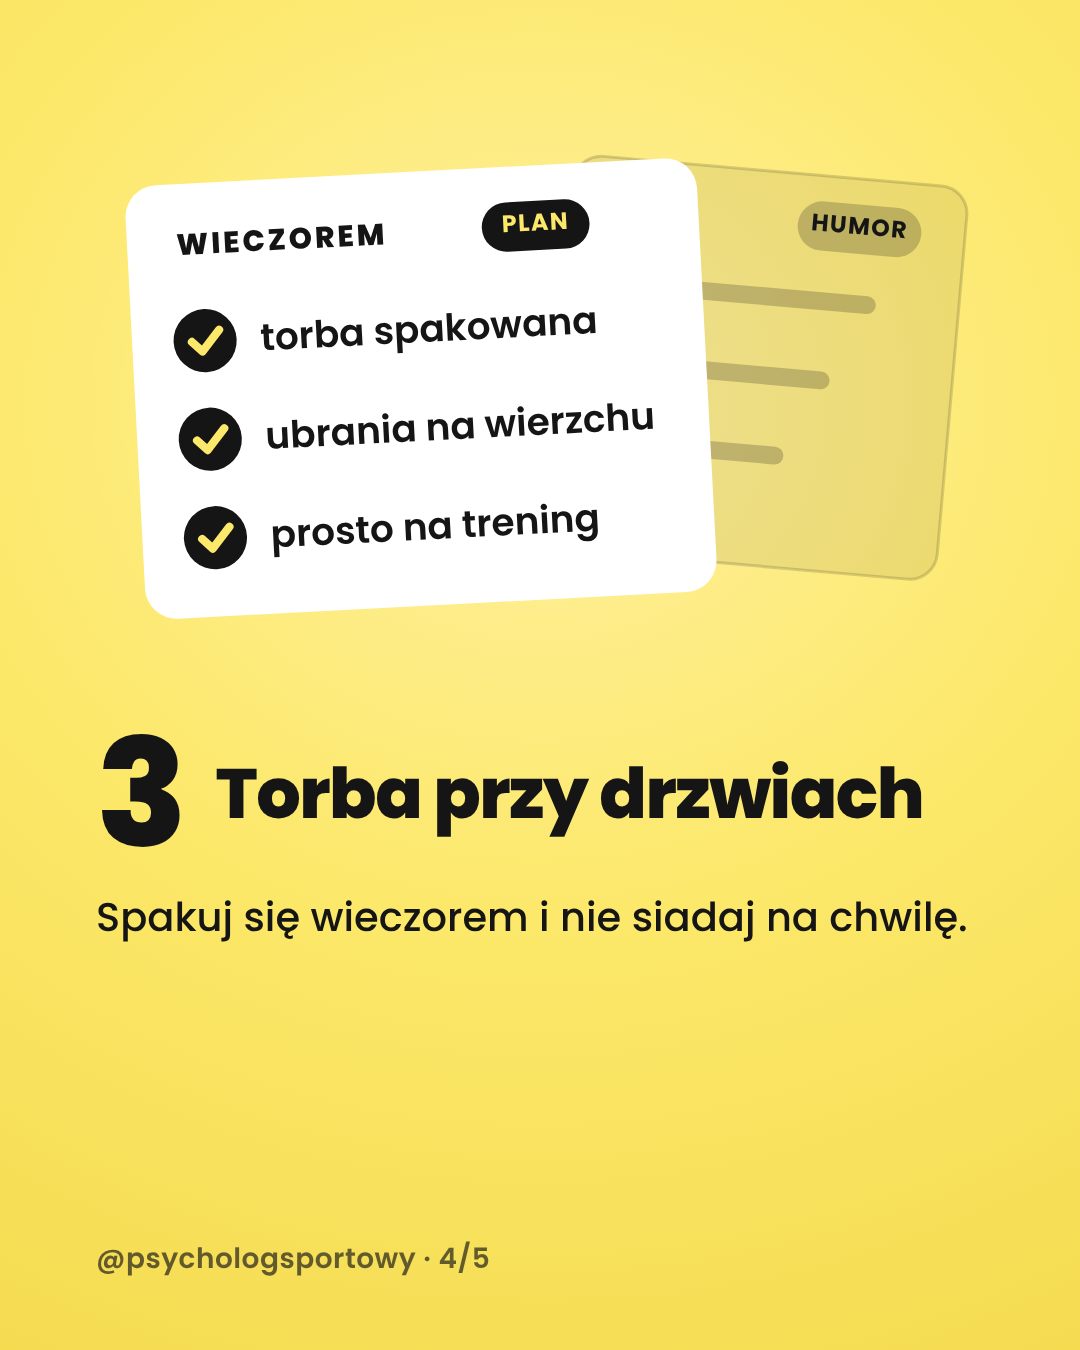 WIECZOREM PLAN
HUMOR
torba spakowana
ubrania na wierzchu
prosto na trening
3 Torba przy drzwiach
Spakuj się wieczorem i nie siadaj na chwilę.
@psychologsportowy · 4/5